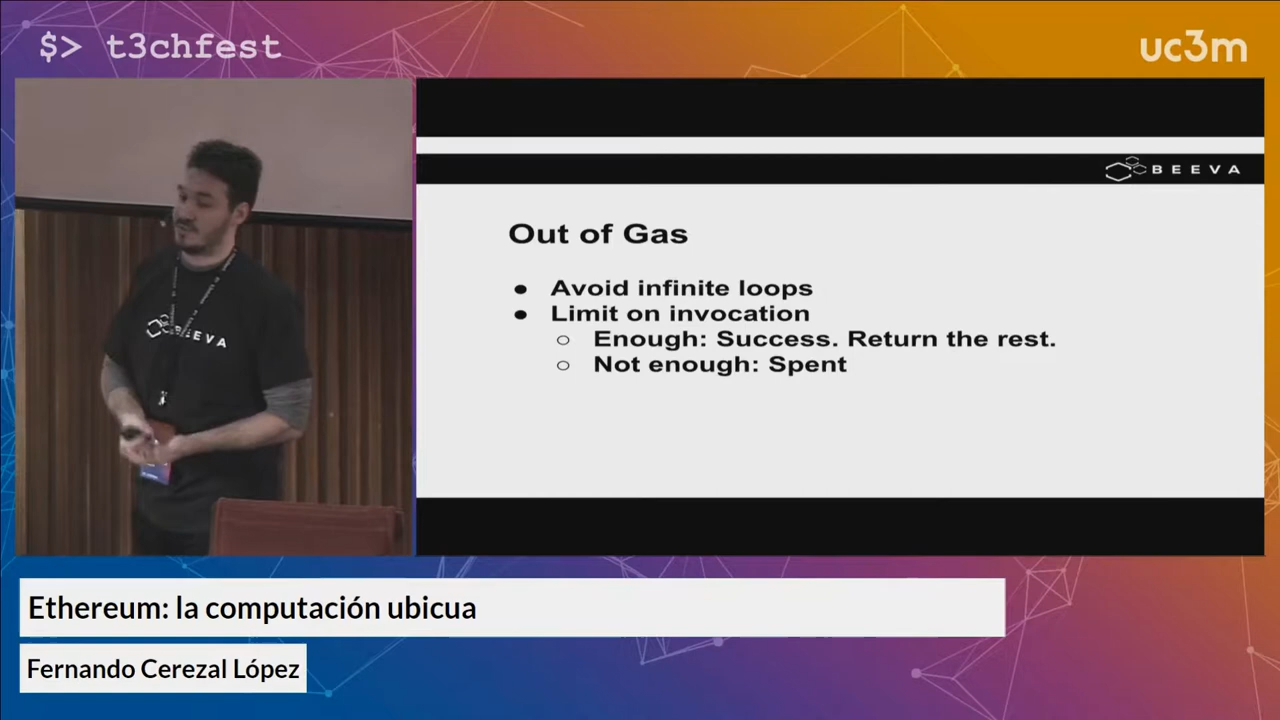 $> t3chfest
uc3m
BEEVA
BEEVA
Out of Gas
● Avoid infinite loops
● Limit on invocation
○ Enough: Success. Return the rest.
○ Not enough: Spent
Ethereum: la computación ubicua
Fernando Cerezal López